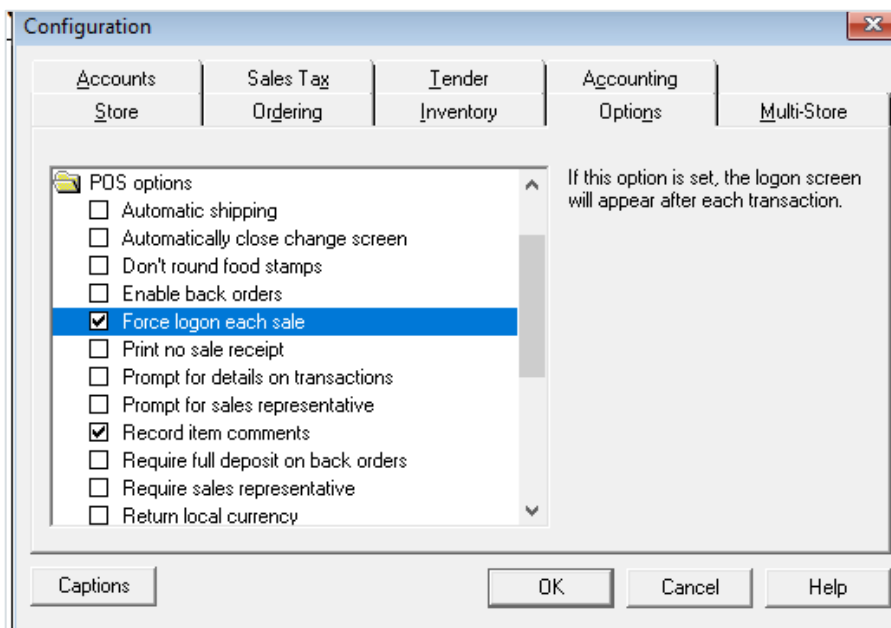 Configuration
Accounts
Sales Tax
Tender
Accounting
Store
Ordering
Inventory
Options
Multi-Store
POS options
Automatic shipping
Automatically close change screen
Don't round food stamps
Enable back orders
Force logon each sale
Print no sale receipt
Prompt for details on transactions
Prompt for sales representative
Record item comments
Require full deposit on back orders
Require sales representative
Return local currency
If this option is set, the logon screen
will appear after each transaction.
Captions
OK
Cancel
Help